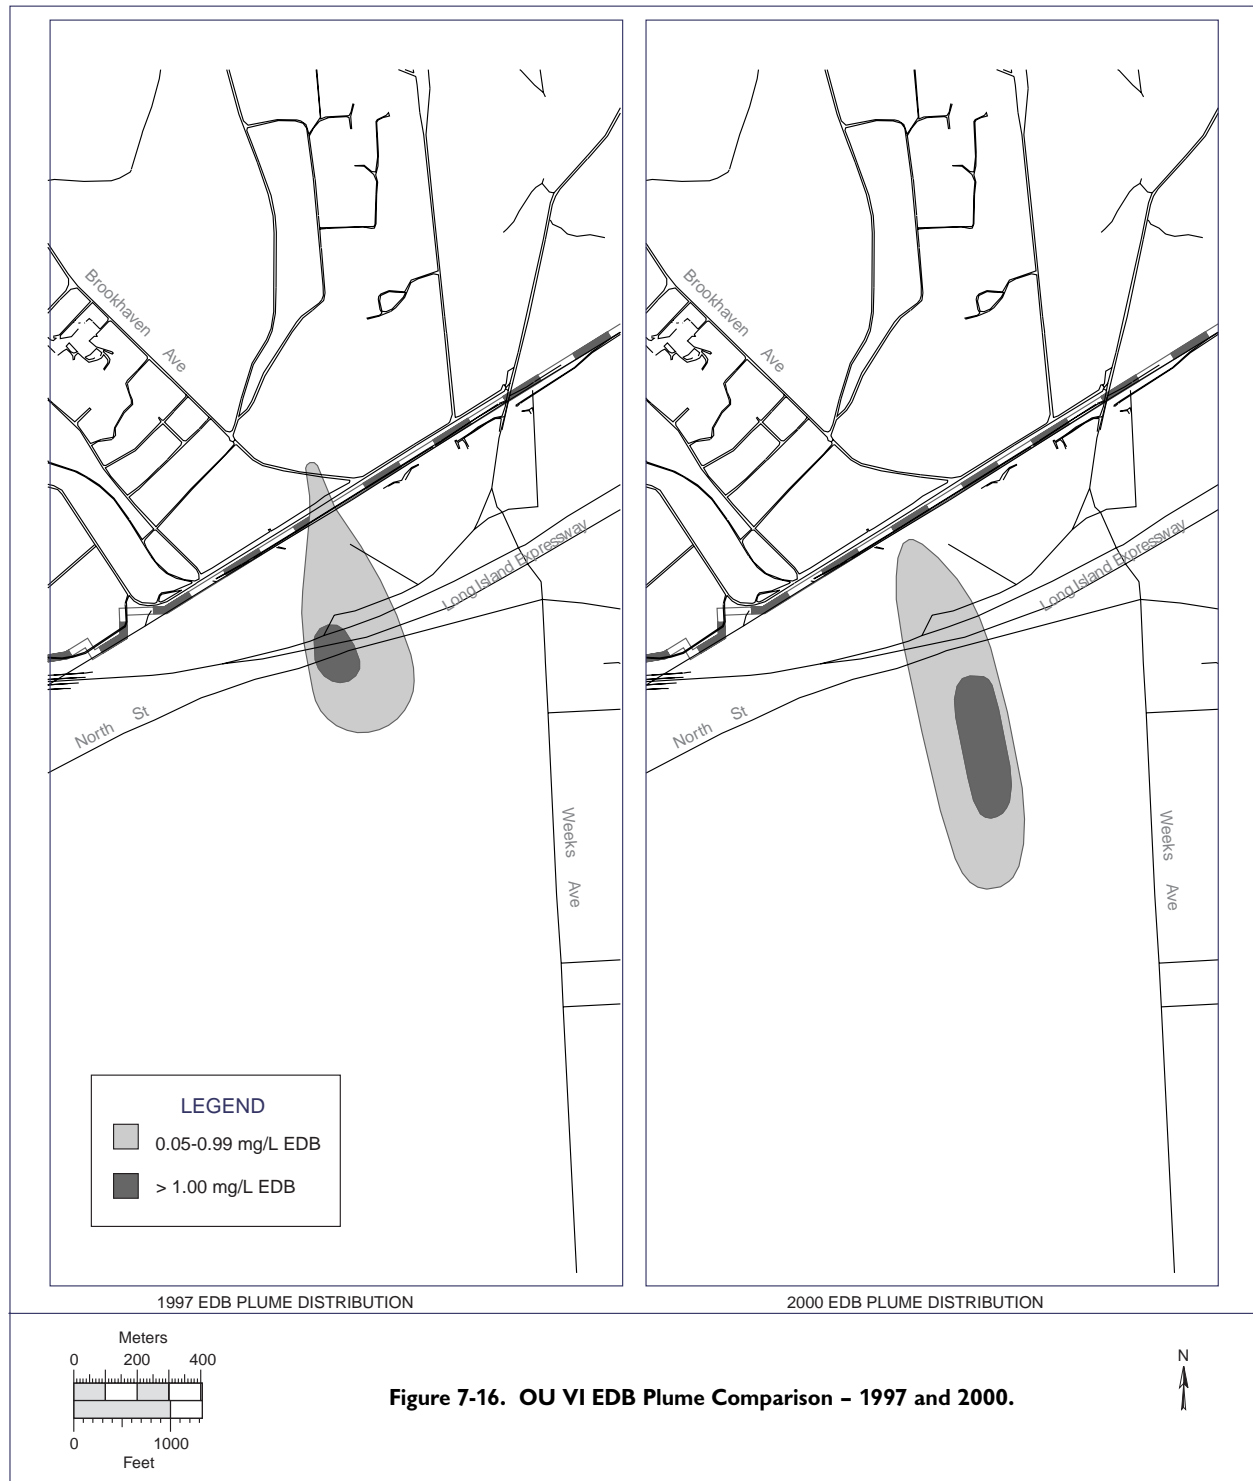 Brookhaven Ave
Long Island Expressway
North St
Weeks Ave
Brookhaven Ave
Long Island Expressway
North St
Weeks Ave
LEGEND
0.05-0.99 mg/L EDB
> 1.00 mg/L EDB
1997 EDB PLUME DISTRIBUTION
2000 EDB PLUME DISTRIBUTION
Meters
0 200 400
0 1000
Feet
Figure 7-16. OU VI EDB Plume Comparison – 1997 and 2000.
N